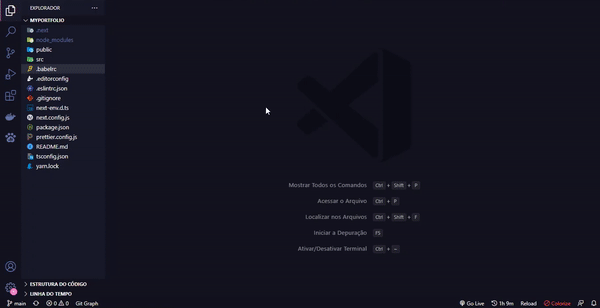 EXPLORADOR ...
MYPORTFOLIO
.next
node_modules
public
src
.babelrc
.editorconfig
.eslintrc.json
.gitignore
next-env.d.ts
next.config.js
package.json
prettier.config.js
README.md
tsconfig.json
yarn.lock
Mostrar Todos os Comandos Ctrl + Shift + P
Acessar o Arquivo Ctrl + P
Localizar nos Arquivos Ctrl + Shift + F
Iniciar a Depuração F5
Ativar/Desativar Terminal Ctrl + ~
ESTRUTURA DO CÓDIGO
LINHA DO TEMPO
main 0 0 Git Graph Go Live 1h 9m Reload Colorize